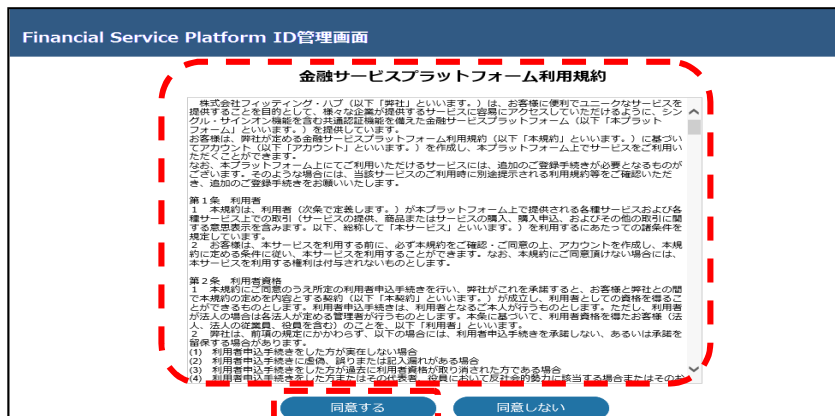 Financial Service Platform ID管理画面
金融サービスプラットフォーム利用規約
株式会社フィッティング・ハブ（以下「弊社」といいます。）は、お客様に便利でユニークなサービスを
提供することを目的として、様々な企業が提供するサービスに容易にアクセスしていただけるように、シン
グル・サインオン機能を含む共通認証機能を備えた金融サービスプラットフォーム（以下「本プラット
フォーム」といいます。）を提供しています。
お客様は、弊社が定める金融サービスプラットフォーム利用規約（以下「本規約」といいます。）に基づい
てアカウント（以下「アカウント」といいます。）を作成し、本プラットフォーム上でサービスをご利用い
ただくことができます。
なお、本プラットフォーム上にてご利用いただけるサービスには、追加のご登録手続きが必要となるものが
ございます。そのような場合には、当該サービスのご利用時に別途提示される利用規約等をご確認いただ
き、追加のご登録手続きをお願いいたします。
第１条　利用者
１　本規約は、利用者（次条で定義します。）が本プラットフォーム上で提供される各種サービスおよび各
種サービス上での取引（サービスの提供、商品またはサービスの購入、購入申込、およびその他の取引に関
する意思表示を含みます。以下、総称して「本サービス」といいます。）を利用するにあたっての諸条件を
規定しています。
２　お客様は、本サービスを利用する前に、必ず本規約をご確認・ご同意の上、アカウントを作成し、本規
約に定める条件に従い、本サービスを利用することができます。なお、本規約にご同意頂けない場合には、
本サービスを利用する権利は付与されないものとします。
第２条　利用者資格
１　本規約にご同意のうえ所定の利用者申込手続きを行い、弊社がこれを承諾すると、お客様と弊社との間
で本規約の定めを内容とする契約（以下「本契約」といいます。）が成立し、利用者としての資格を得るこ
とができるものとします。利用者申込手続きは、利用者となるご本人が行うものとします。ただし、利用者
が法人の場合は各法人が定める管理者が行うものとします。本条に基づいて、利用者資格を得たお客様（法
人、法人の従業員、役員を含む）のことを、以下「利用者」といいます。
２　弊社は、前項の規定にかかわらず、以下の場合には、利用者申込手続きを承諾しない、あるいは承諾を
留保する場合があります。
(1)　利用者申込手続きをした方が実在しない場合
(2)　利用者申込手続きに虚偽、誤りまたは記入漏れがある場合
(3)　利用者申込手続きをした方が過去に利用者資格が取り消された方である場合
(4)　利用者申込手続きをした方またはその代表者、役員において反社会的勢力に該当する場合またはそのお
同意する
同意しない